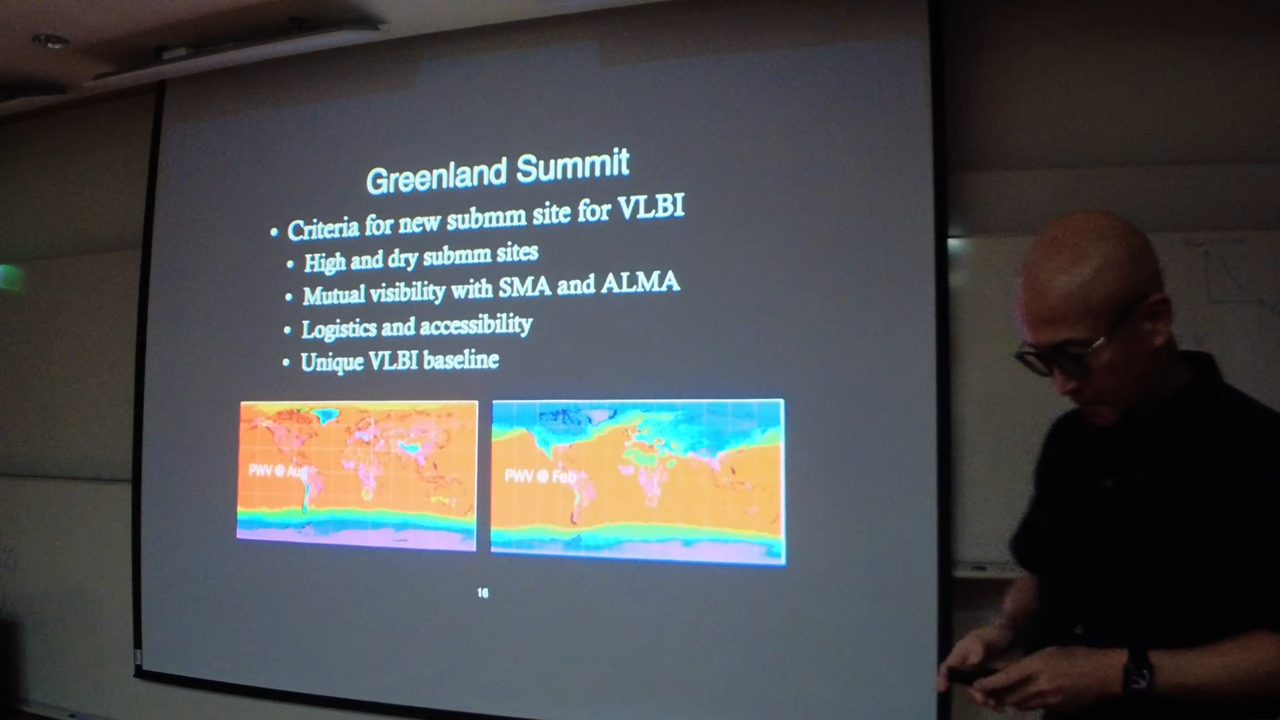 Greenland Summit
• Criteria for new submm site for VLBI
• High and dry submm sites
• Mutual visibility with SMA and ALMA
• Logistics and accessibility
• Unique VLBI baseline
PWV @ Aug
PWV @ Feb
16